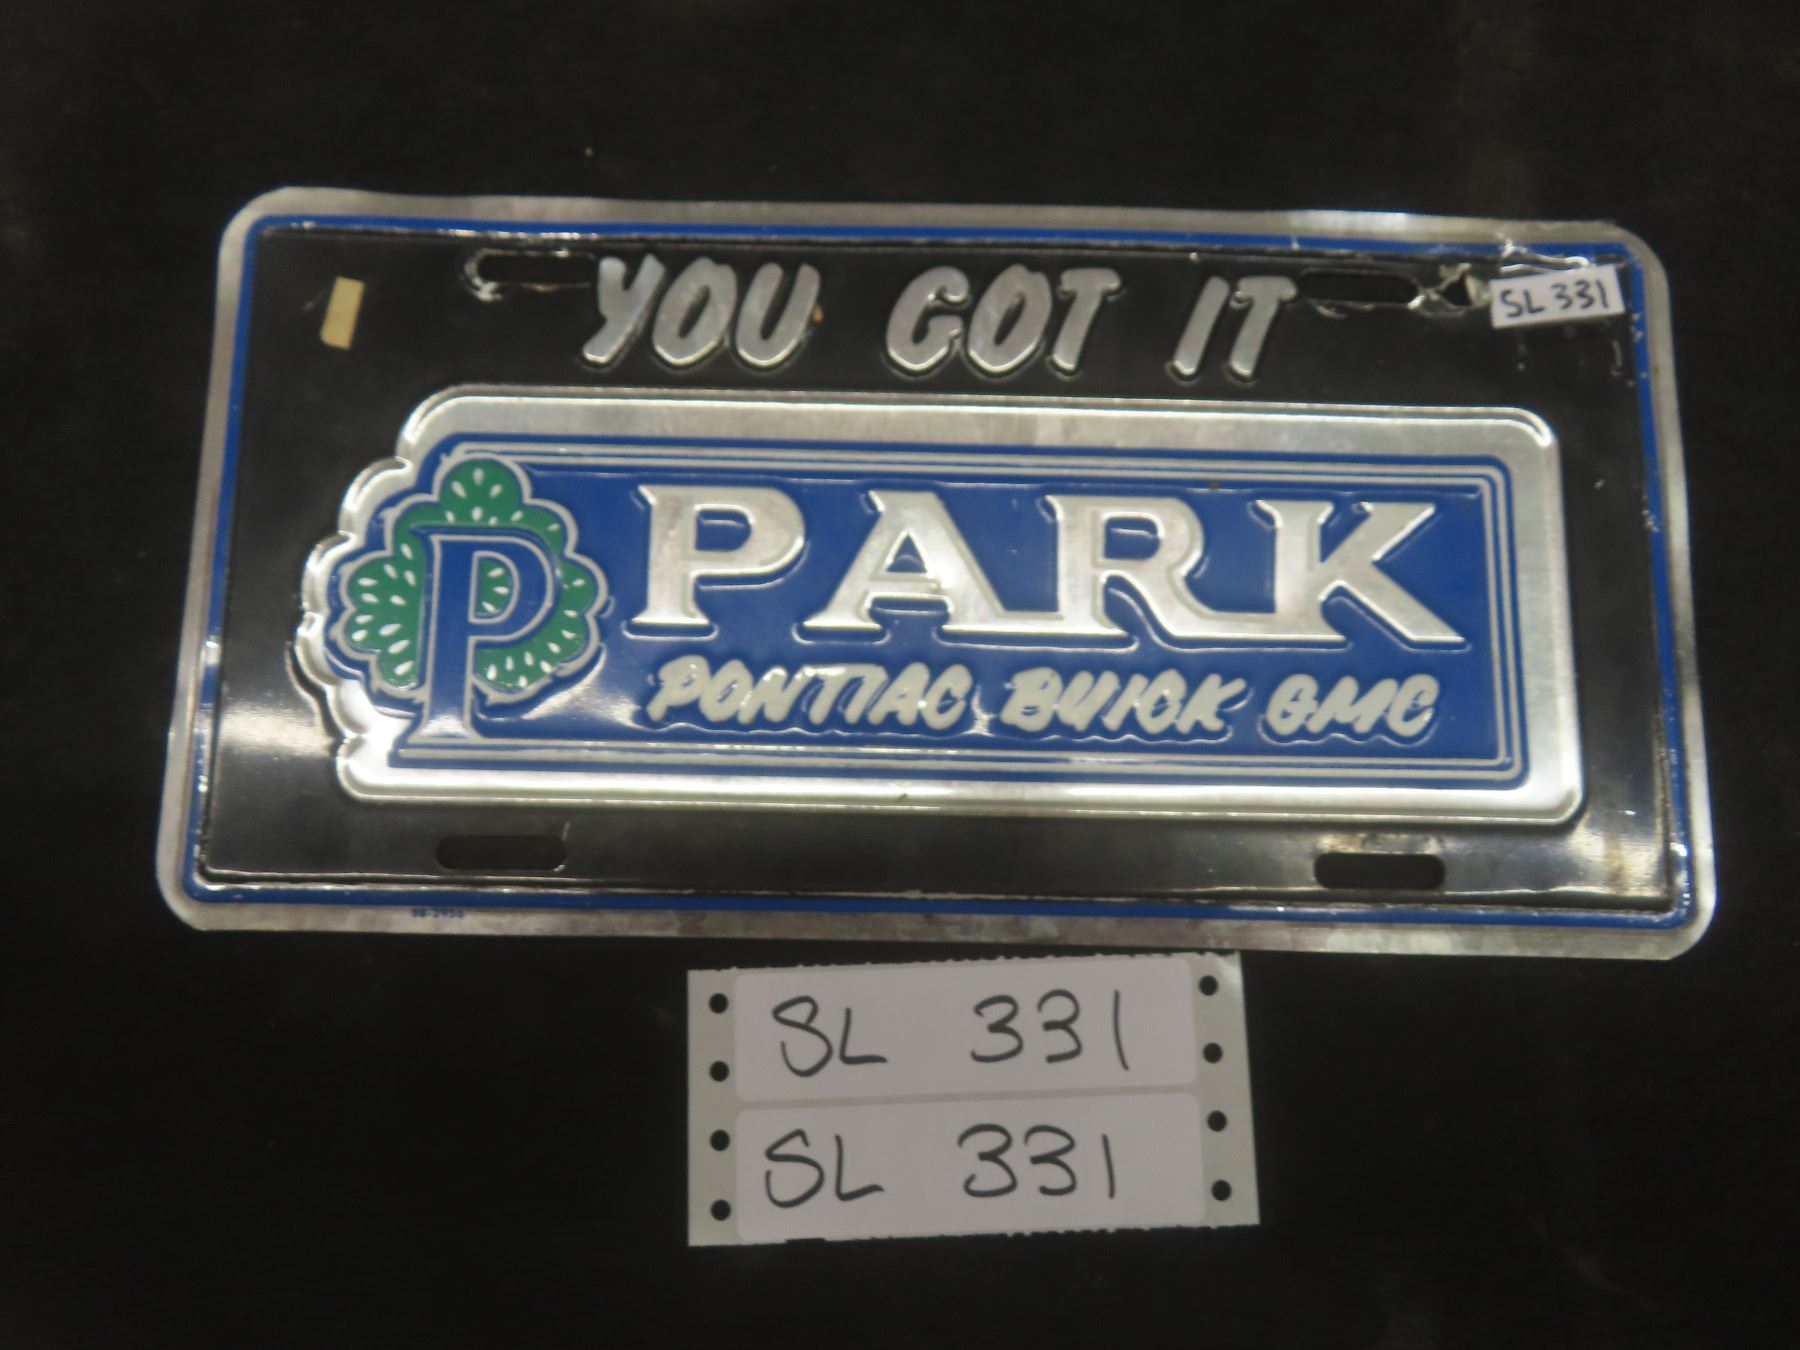 YOU GOT IT
SL 331
P
PARK
PONTIAC BUICK GMC
SL 331
SL 331